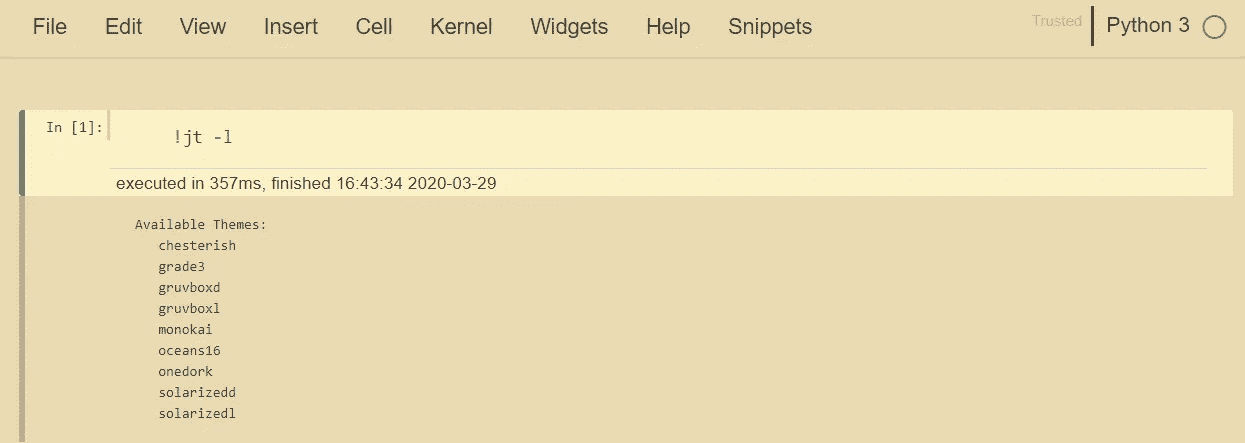 File Edit View Insert Cell Kernel Widgets Help Snippets Trusted Python 3
In [1]: !jt -l
executed in 357ms, finished 16:43:34 2020-03-29
Available Themes:
chesterish
grade3
gruvboxd
gruvboxl
monokai
oceans16
onedork
solarizedd
solarizedl